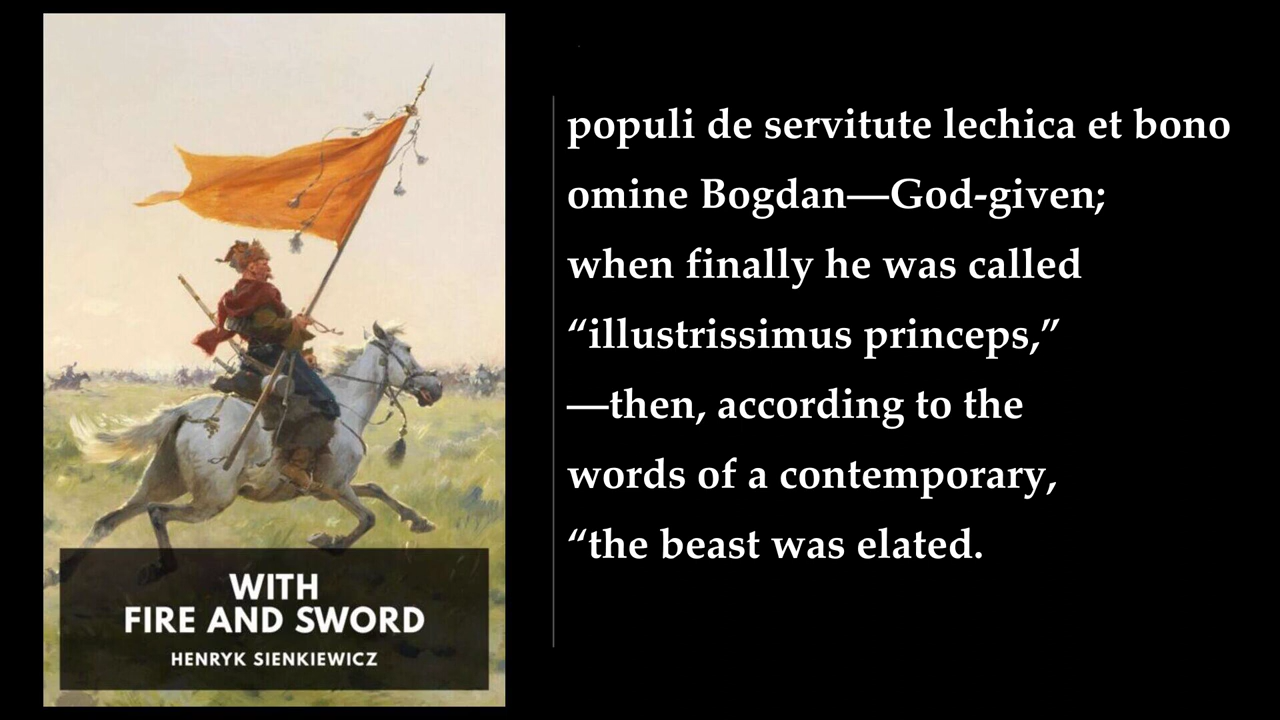 WITH
FIRE AND SWORD
HENRYK SIENKIEWICZ
populi de servitute lechica et bono
omine Bogdan—God-given;
when finally he was called
“illustrissimus princeps,”
—then, according to the
words of a contemporary,
“the beast was elated.